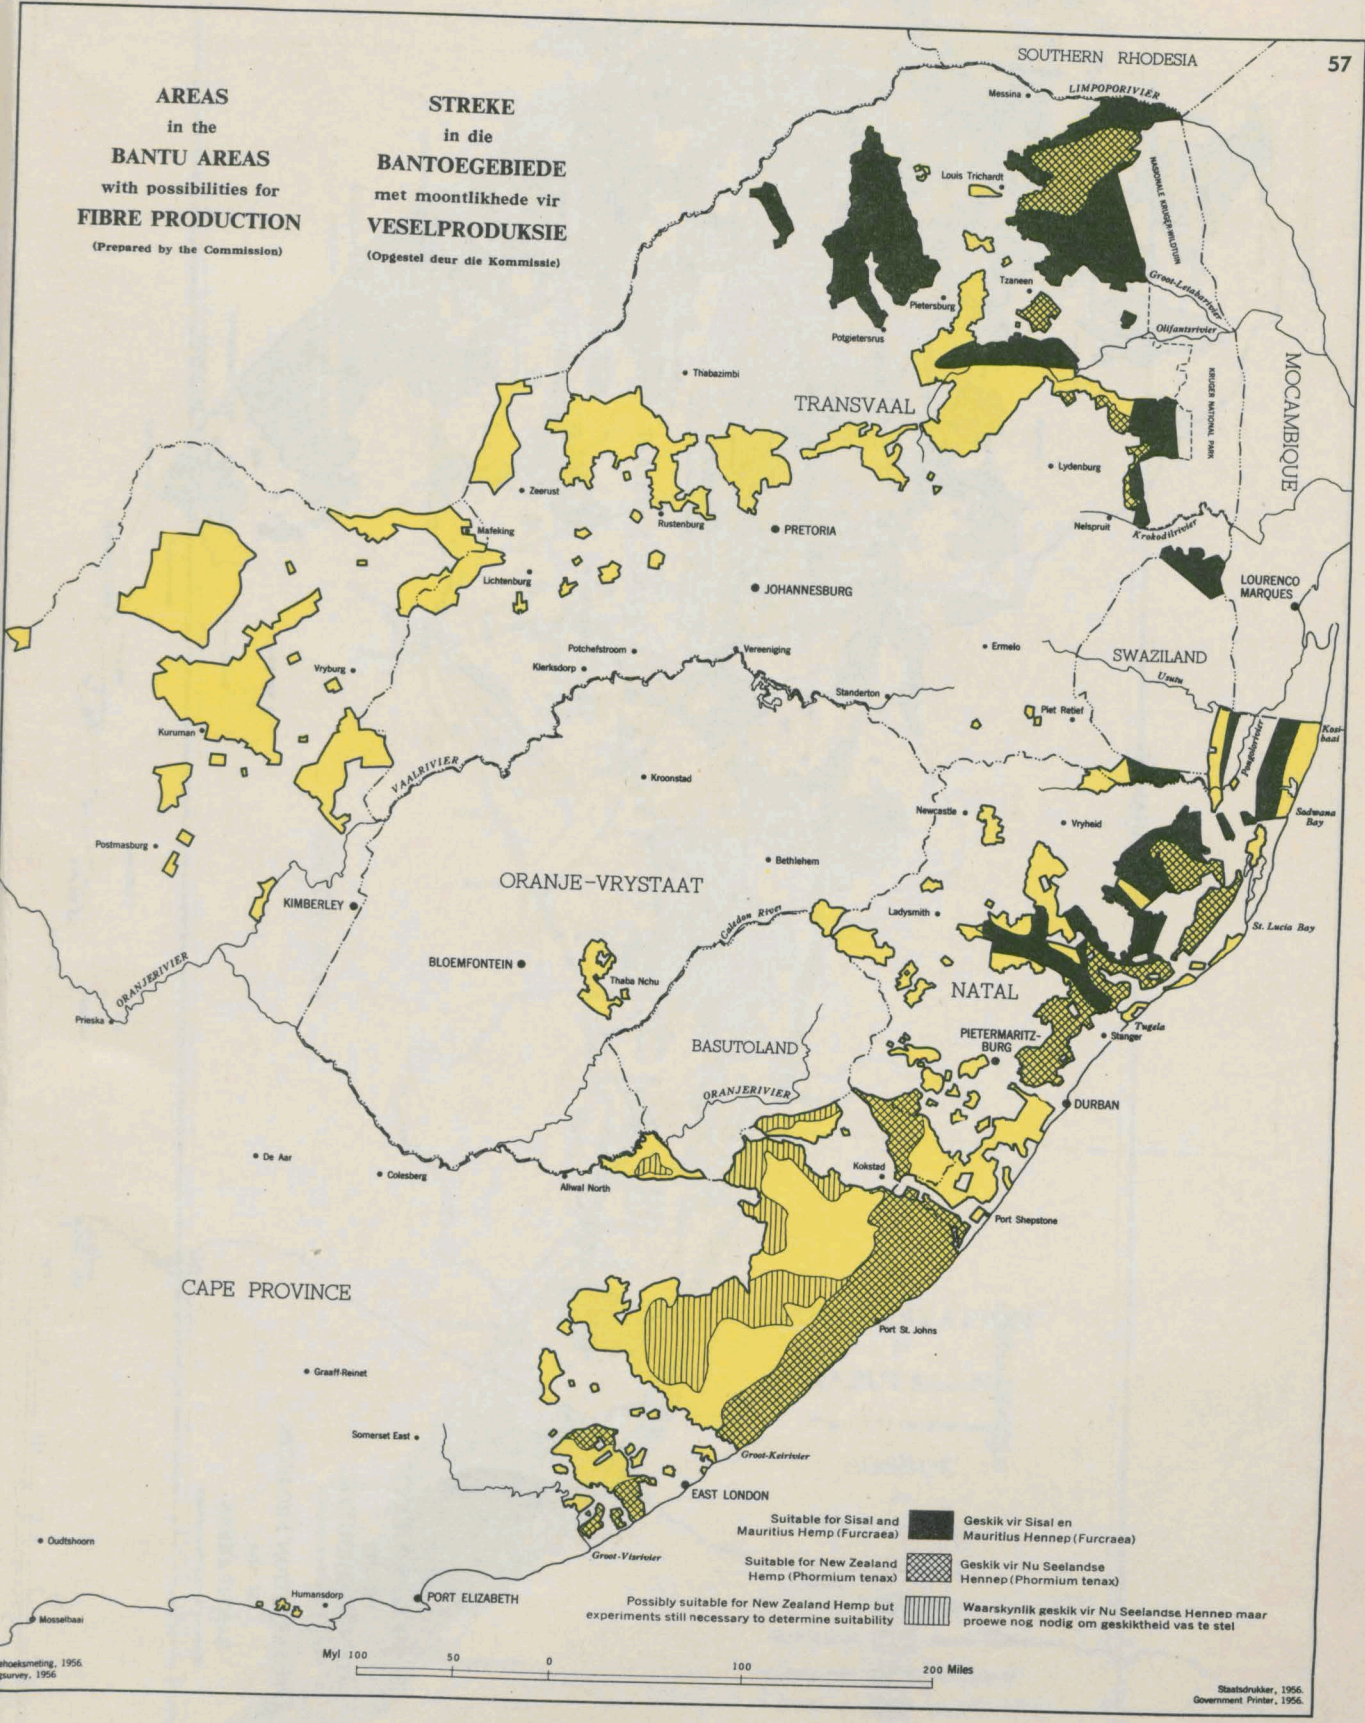 57
AREAS
in the
BANTU AREAS
with possibilities for
FIBRE PRODUCTION
(Prepared by the Commission)
STREKE
in die
BANTOEGEBIEDE
met moontlikhede vir
VESELPRODUKSIE
(Opgestel deur die Kommissie)
SOUTHERN RHODESIA
Messina
LIMPOPORIVIER
Louis Trichardt
NASIONALE KRUGER-WILDTUIN
Tzaneen
Groot-Letabarivier
Pietersburg
Olifantsrivier
Potgietersrus
MOCAMBIQUE
Thabazimbi
KRUGER NATIONAL PARK
TRANSVAAL
Lydenburg
Zeerust
Rustenburg
PRETORIA
Nelspruit
Krokodilrivier
Mafeking
Lichtenburg
JOHANNESBURG
LOURENCO
MARQUES
Potchefstroom
Vereeniging
Ermelo
SWAZILAND
Klerksdorp
Vryburg
Usutu
Standerton
Piet Retief
Kuruman
Kosi-
baai
Pongolarivier
VAALRIVIER
Kroonstad
Newcastle
Vryheid
Sodwana
Bay
Postmasburg
Bethlehem
ORANJE-VRYSTAAT
KIMBERLEY
Caledon River
Ladysmith
St. Lucia Bay
BLOEMFONTEIN
Thaba Nchu
NATAL
ORANJERIVIER
Prieska
PIETERMARITZ-
BURG
Tugela
Stanger
BASUTOLAND
ORANJERIVIER
DURBAN
De Aar
Colesberg
Aliwal North
Kokstad
Port Shepstone
CAPE PROVINCE
Port St. Johns
Graaff-Reinet
Somerset East
Groot-Keirivier
EAST LONDON
Oudtshoorn
Groot-Visrivier
Humansdorp
PORT ELIZABETH
Mosselbaai
Suitable for Sisal and
Mauritius Hemp (Furcraea)
Geskik vir Sisal en
Mauritius Hennep (Furcraea)
Suitable for New Zealand
Hemp (Phormium tenax)
Geskik vir Nu Seelandse
Hennep (Phormium tenax)
Possibly suitable for New Zealand Hemp but
experiments still necessary to determine suitability
Waarskynlik geskik vir Nu Seelandse Hennep maar
proewe nog nodig om geskiktheid vas te stel
Myl 100 50 0 100 200 Miles
ehoeksmeting, 1956.
survey, 1956
Staatsdrukker, 1956.
Government Printer, 1956.